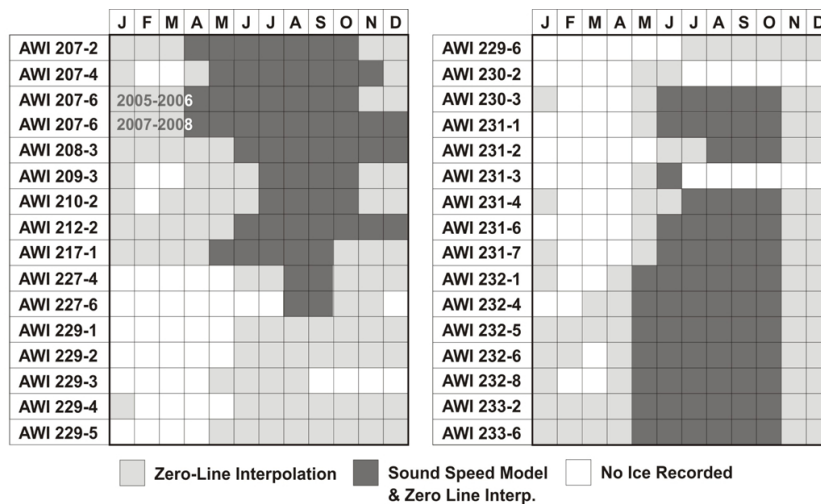 J F M A M J J A S O N D
AWI 207-2
AWI 207-4
AWI 207-6 2005-2006
AWI 207-6 2007-2008
AWI 208-3
AWI 209-3
AWI 210-2
AWI 212-2
AWI 217-1
AWI 227-4
AWI 227-6
AWI 229-1
AWI 229-2
AWI 229-3
AWI 229-4
AWI 229-5
J F M A M J J A S O N D
AWI 229-6
AWI 230-2
AWI 230-3
AWI 231-1
AWI 231-2
AWI 231-3
AWI 231-4
AWI 231-6
AWI 231-7
AWI 232-1
AWI 232-4
AWI 232-5
AWI 232-6
AWI 232-8
AWI 233-2
AWI 233-6
Zero-Line Interpolation
Sound Speed Model
& Zero Line Interp.
No Ice Recorded